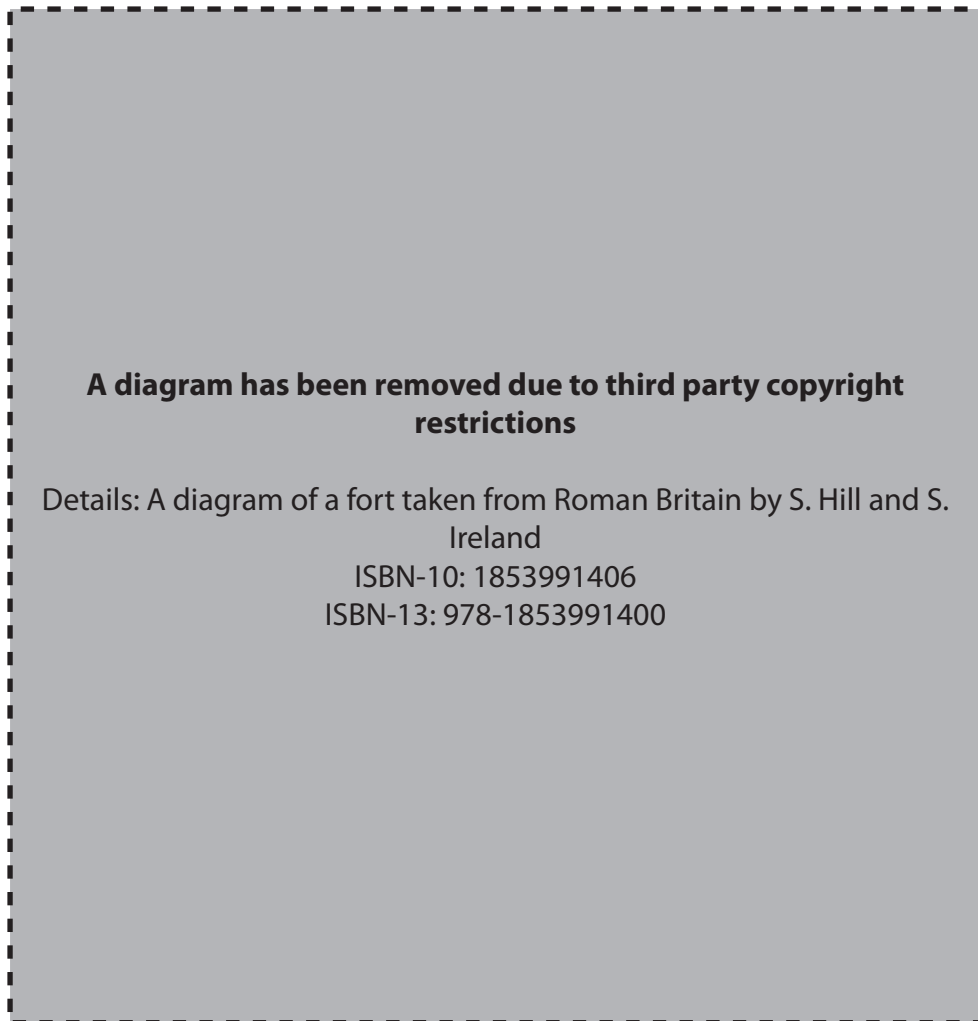 A diagram has been removed due to third party copyright
restrictions
Details: A diagram of a fort taken from Roman Britain by S. Hill and S.
Ireland
ISBN-10: 1853991406
ISBN-13: 978-1853991400